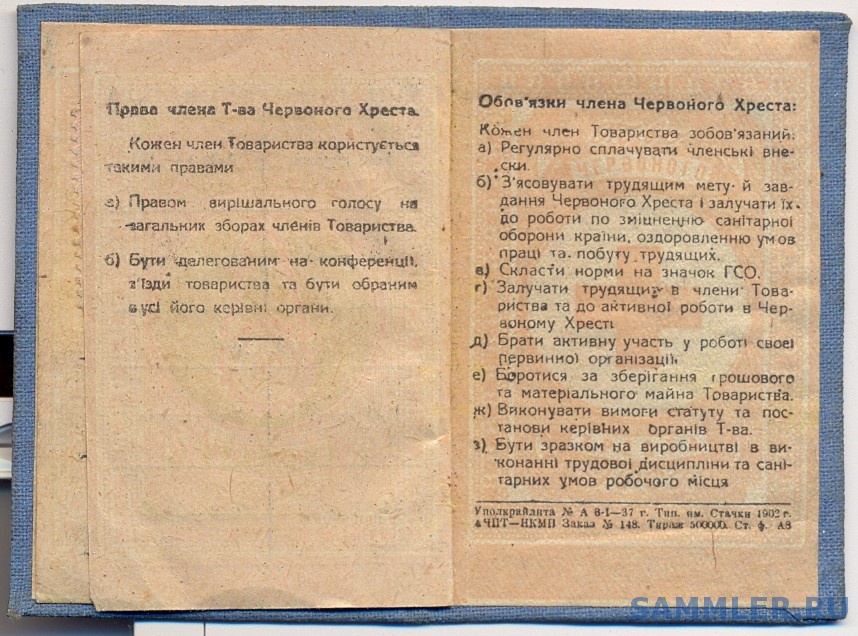 Права члена Т-ва Червоного Хреста.
Кожен член Товариства користується
такими правами
а) Правом вирішального голосу на
загальних зборах членів Товариства.
б) Бути делегованим на конференції,
з'їзди товариства та бути обраним
в усі його керівні органи.
Обов'язки члена Червоного Хреста:
Кожен член Товариства зобов'язаний:
а) Регулярно сплачувати членські вне-
ски.
б) З'ясовувати трудящим мету й зав-
дання Червоного Хреста і залучати їх
до роботи по зміцненню санітарної
оборони країни, оздоровленню умов
праці та побуту трудящих.
в) Скласти норми на значок ГСО.
г) Залучати трудящих в члени Това-
риства та до активної роботи в Чер-
воному Хресті
д) Брати активну участь у роботі своєї
первинної організації.
е) Боротися за зберігання грошового
та матеріального майна Товариства.
ж) Виконувати вимоги статуту та пос-
танови керівних органів Т-ва.
з) Бути зразком на виробництві в ви-
конанні трудової дисципліни та сані-
тарних умов робочого місця
Уполкрайліта № А 6-1—37 г. Тип. им. Стачки 1902 г.
АЧПТ—НКМП Заказ № 148. Тираж 500000. Ст. ф. А8
SAMMLER.RU